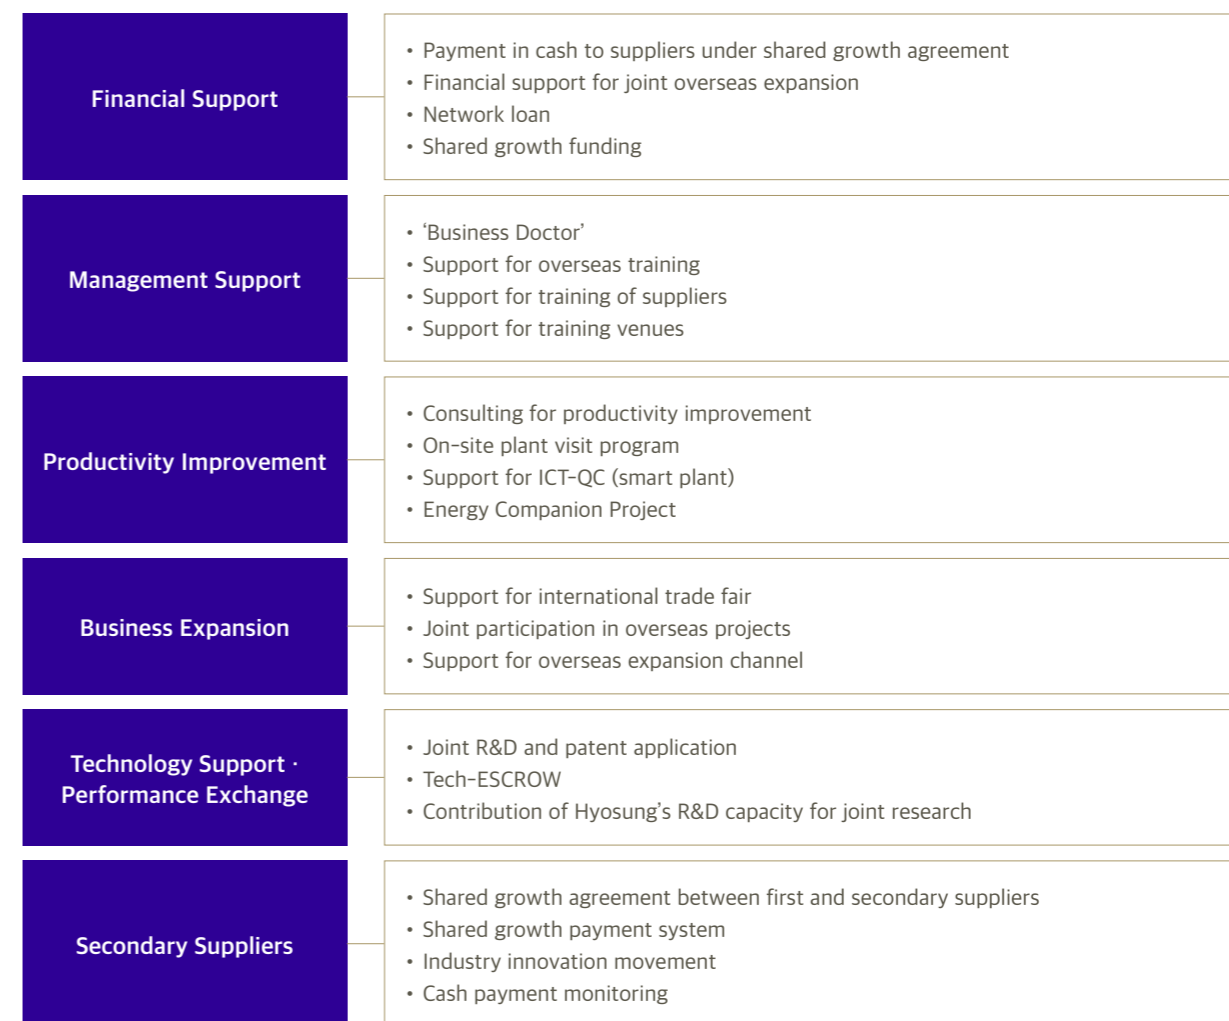 Financial Support
• Payment in cash to suppliers under shared growth agreement
• Financial support for joint overseas expansion
• Network loan
• Shared growth funding
Management Support
• ‘Business Doctor’
• Support for overseas training
• Support for training of suppliers
• Support for training venues
Productivity Improvement
• Consulting for productivity improvement
• On-site plant visit program
• Support for ICT-QC (smart plant)
• Energy Companion Project
Business Expansion
• Support for international trade fair
• Joint participation in overseas projects
• Support for overseas expansion channel
Technology Support ·
Performance Exchange
• Joint R&D and patent application
• Tech-ESCROW
• Contribution of Hyosung’s R&D capacity for joint research
Secondary Suppliers
• Shared growth agreement between first and secondary suppliers
• Shared growth payment system
• Industry innovation movement
• Cash payment monitoring